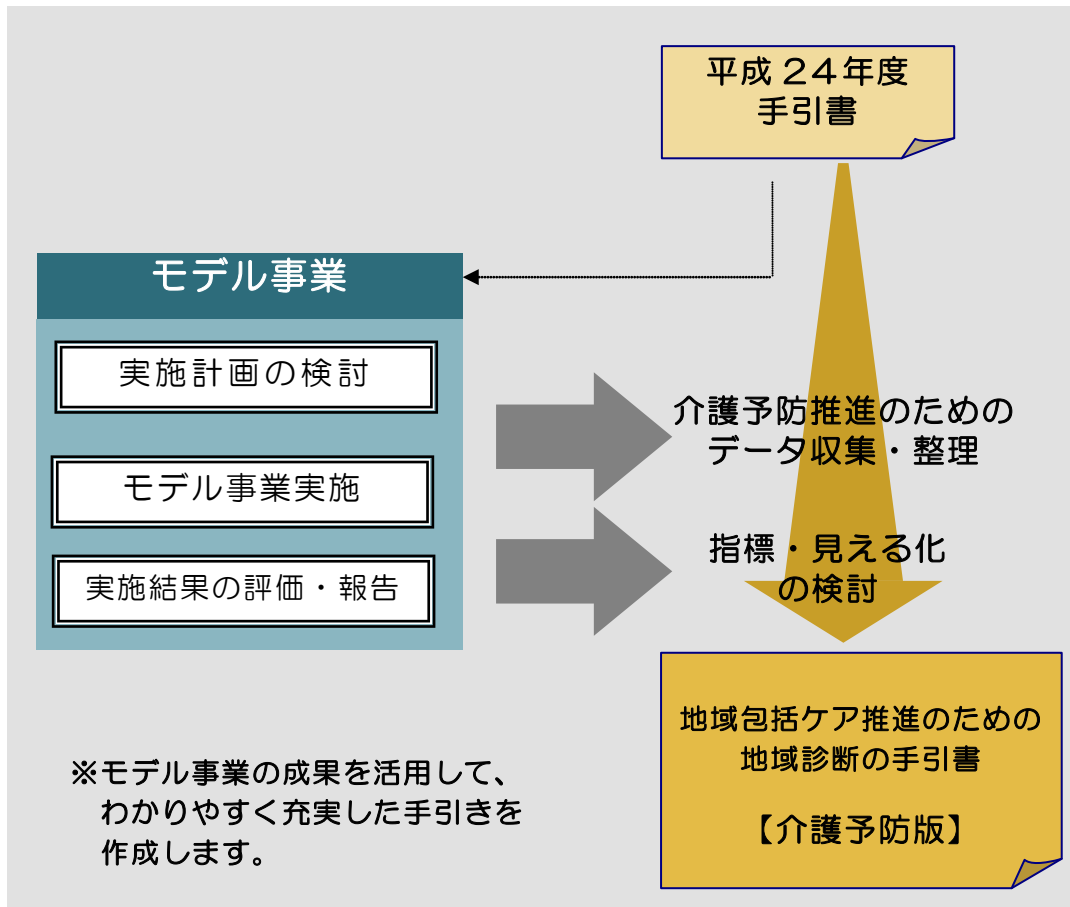 平成24年度
手引書
モデル事業
実施計画の検討
モデル事業実施
実施結果の評価・報告
介護予防推進のための
データ収集・整理
指標・見える化
の検討
地域包括ケア推進のための
地域診断の手引書
【介護予防版】
※モデル事業の成果を活用して、
わかりやすく充実した手引きを
作成します。